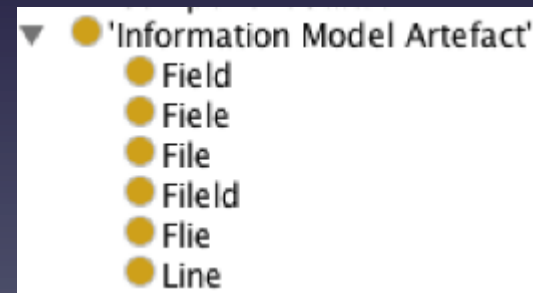 'Information Model Artefact'
Field
Fiele
File
Fileld
Flie
Line